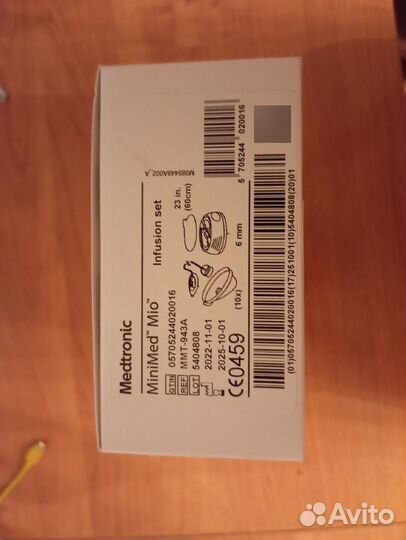 Medtronic
MiniMed™ Mio™
Infusion set
23 in.
(60cm)
6 mm
(10x)
GTIN 05705244020016
REF MMT-943A
LOT 5404808
2022-11-01
2025-10-01
CE0459
M985448A002_A
5 705244 020016
(01)05705244020016(17)251001(10)5404808(20)01
Avito